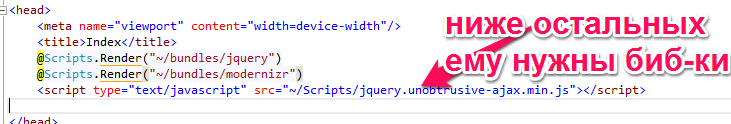 <head>
<meta name="viewport" content="width=device-width"/>
<title>Index</title>
@Scripts.Render("~/bundles/jquery")
@Scripts.Render("~/bundles/modernizr")
<script type="text/javascript" src="~/Scripts/jquery.unobtrusive-ajax.min.js"></script>
</head>
ниже остальных
ему нужны биб-ки